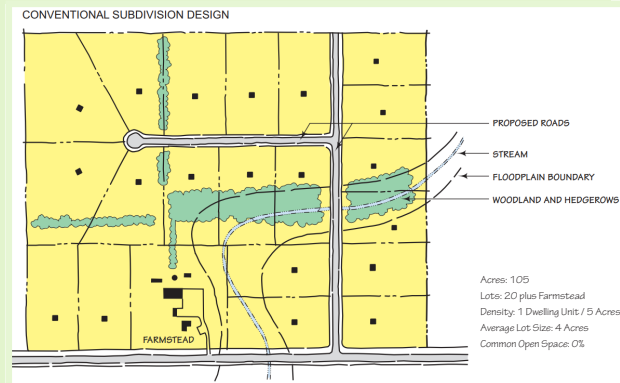 CONVENTIONAL SUBDIVISION DESIGN
PROPOSED ROADS
STREAM
FLOODPLAIN BOUNDARY
WOODLAND AND HEDGEROWS
Acres: 105
Lots: 20 plus Farmstead
Density: 1 Dwelling Unit / 5 Acres
Average Lot Size: 4 Acres
Common Open Space: 0%
FARMSTEAD